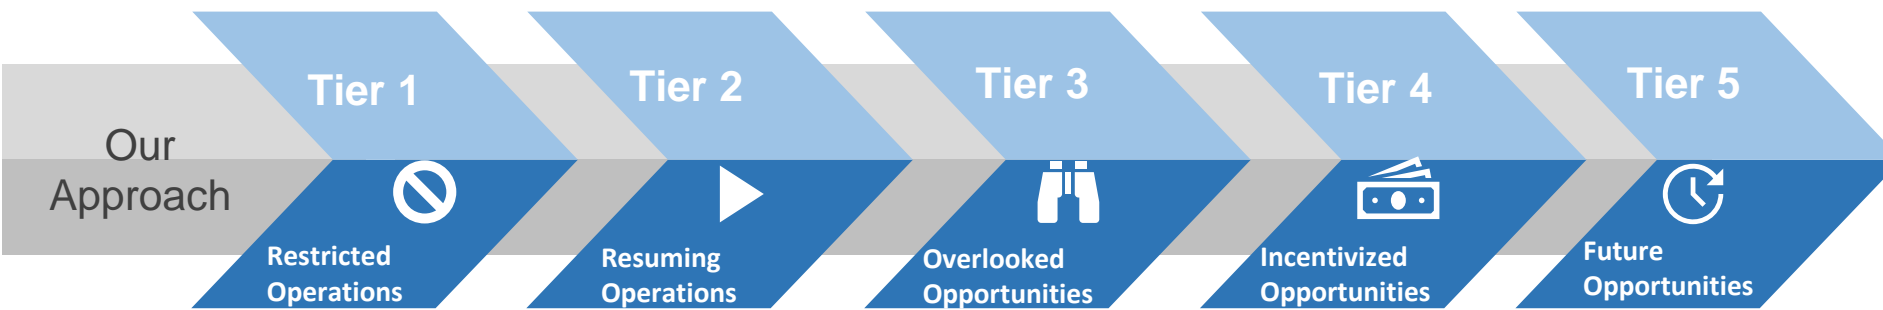 Our
Approach
Tier 1
Restricted
Operations
Tier 2
Resuming
Operations
Tier 3
Overlooked
Opportunities
Tier 4
Incentivized
Opportunities
Tier 5
Future
Opportunities